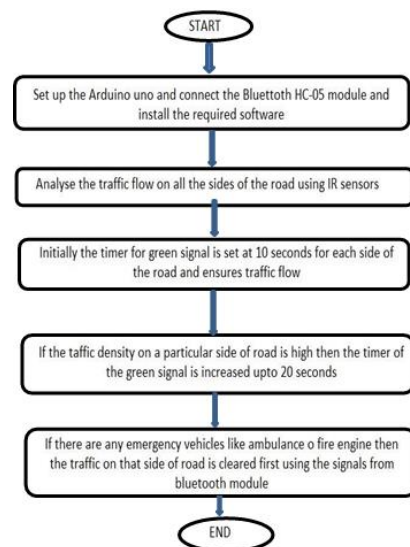 START
Set up the Arduino uno and connect the Bluettoth HC-05 module and
install the required software
Analyse the traffic flow on all the sides of the road using IR sensors
Initially the timer for green signal is set at 10 seconds for each side of
the road and ensures traffic flow
If the taffic density on a particular side of road is high then the timer of
the green signal is increased upto 20 seconds
If there are any emergency vehicles like ambulance o fire engine then
the traffic on that side of road is cleared first using the signals from
bluetooth module
END